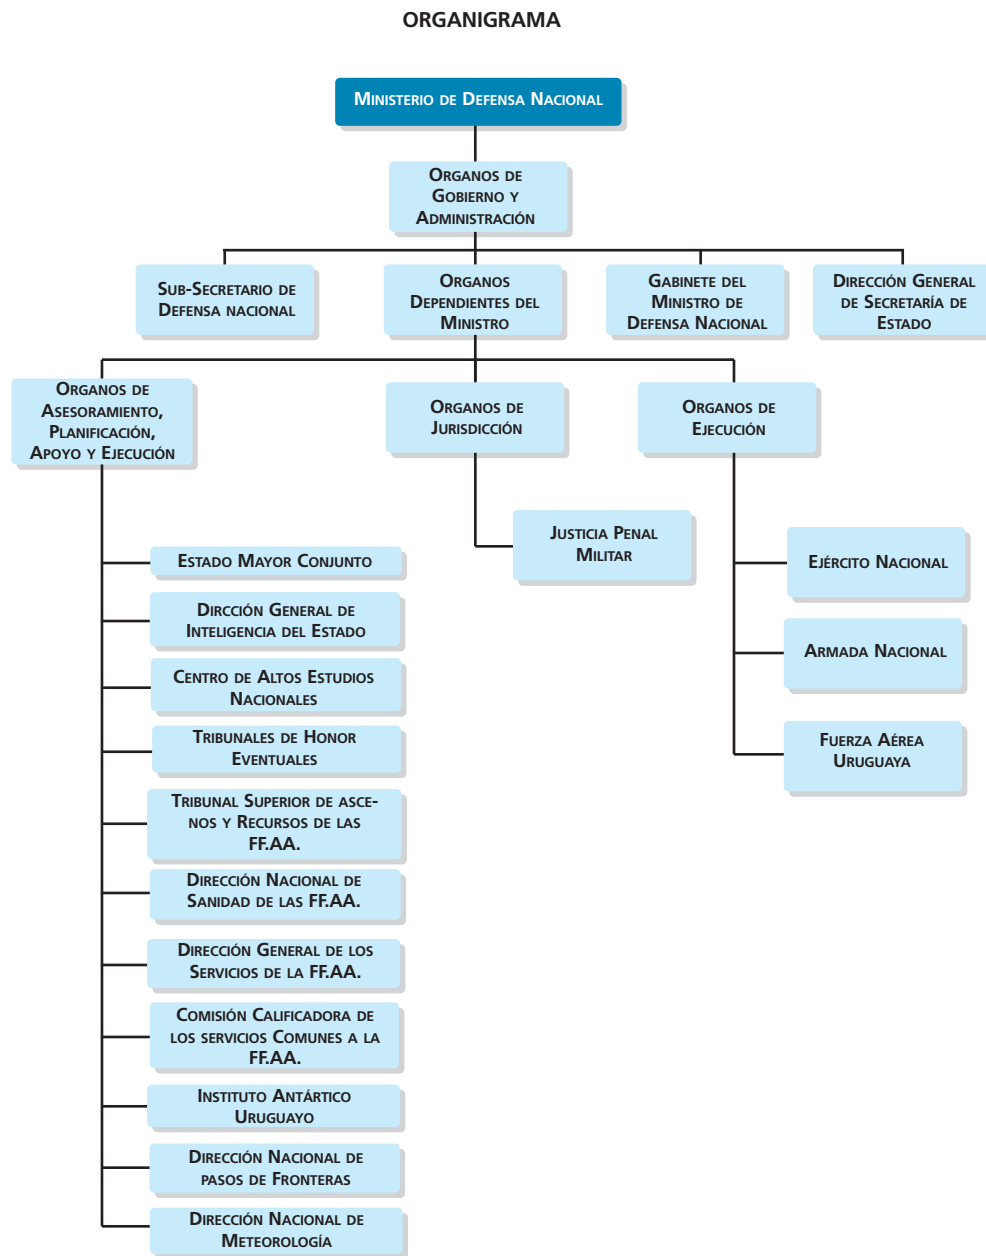 ORGANIGRAMA
Ministerio de Defensa Nacional
Organos de
Gobierno y
Administración
Sub-Secretario de
Defensa nacional
Organos
Dependientes del
Ministro
Gabinete del
Ministro de
Defensa Nacional
Dirección General
de Secretaría de
Estado
Organos de
Asesoramiento,
Planificación,
Apoyo y Ejecución
Organos de
Jurisdicción
Organos de
Ejecución
Justicia Penal
Militar
Estado Mayor Conjunto
Dircción General de
Inteligencia del Estado
Centro de Altos Estudios
Nacionales
Tribunales de Honor
Eventuales
Tribunal Superior de asce-
nos y Recursos de las
FF.AA.
Dirección Nacional de
Sanidad de las FF.AA.
Dirección General de los
Servicios de la FF.AA.
Comisión Calificadora de
los servicios Comunes a la
FF.AA.
Instituto Antártico
Uruguayo
Dirección Nacional de
pasos de Fronteras
Dirección Nacional de
Meteorología
Ejército Nacional
Armada Nacional
Fuerza Aérea
Uruguaya